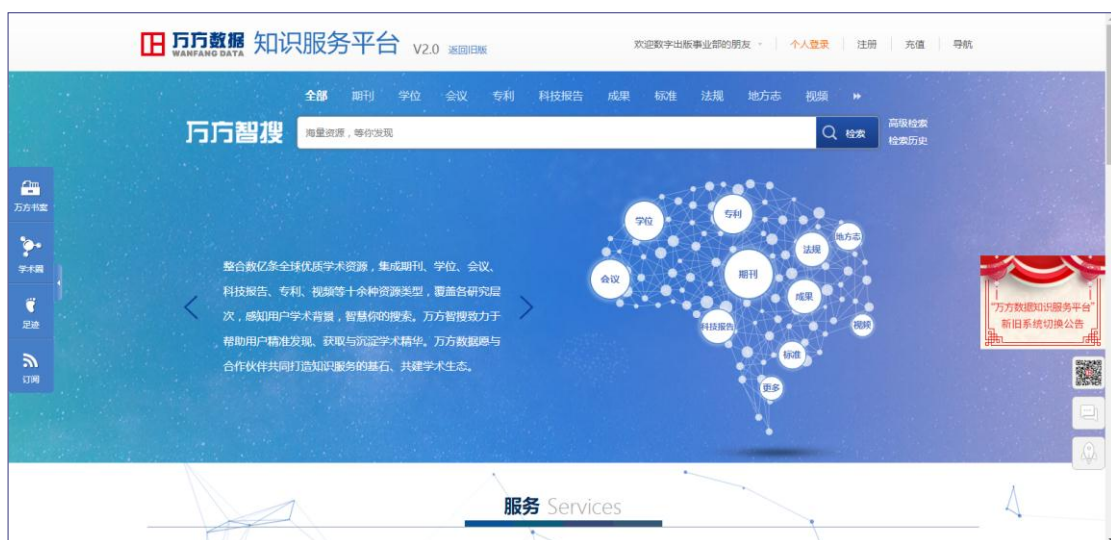 万方数据 知识服务平台 V2.0 返回旧版
WANFANG DATA
欢迎数字出版事业部的朋友 个人登录 注册 充值 导航
全部 期刊 学位 会议 专利 科技报告 成果 标准 法规 地方志 视频
万方智搜 海量资源，等你发现 检索 高级检索
检索历史
万方书案
学术圈
足迹
订阅
整合数亿条全球优质学术资源，集成期刊、学位、会议、
科技报告、专利、视频等十余种资源类型，覆盖各研究层
次，感知用户学术背景，智慧你的搜索。万方智搜致力于
帮助用户精准发现、获取与沉淀学术精华。万方数据愿与
合作伙伴共同打造知识服务的基石、共建学术生态。
学位
专利
地方志
法规
会议
期刊
成果
科技报告
视频
标准
更多
“万方数据知识服务平台”
新旧系统切换公告
服务 Services